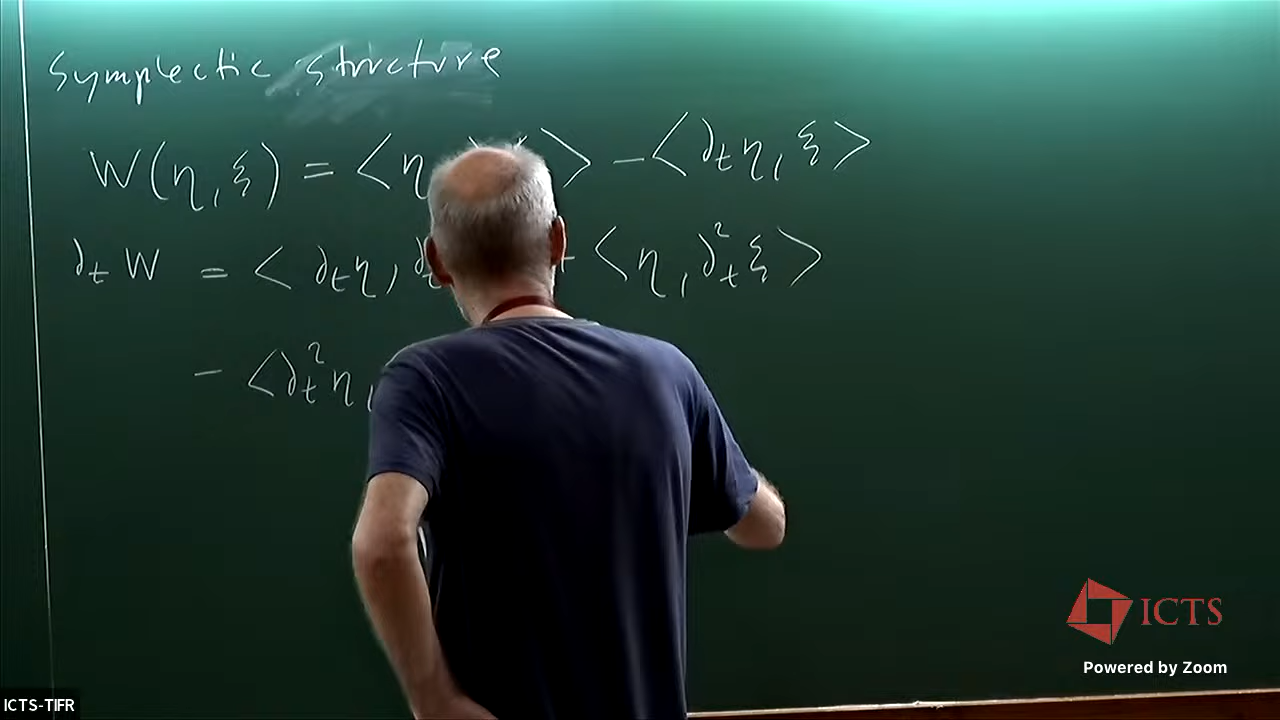 Symplectic structure
W(η, ξ) = <η > - <∂ₜη, ξ>
∂ₜW = < ∂ₜη, ∂ₜ + <η, ∂ₜ²ξ>
- <∂ₜ²η,
ICTS
Powered by Zoom
ICTS-TIFR